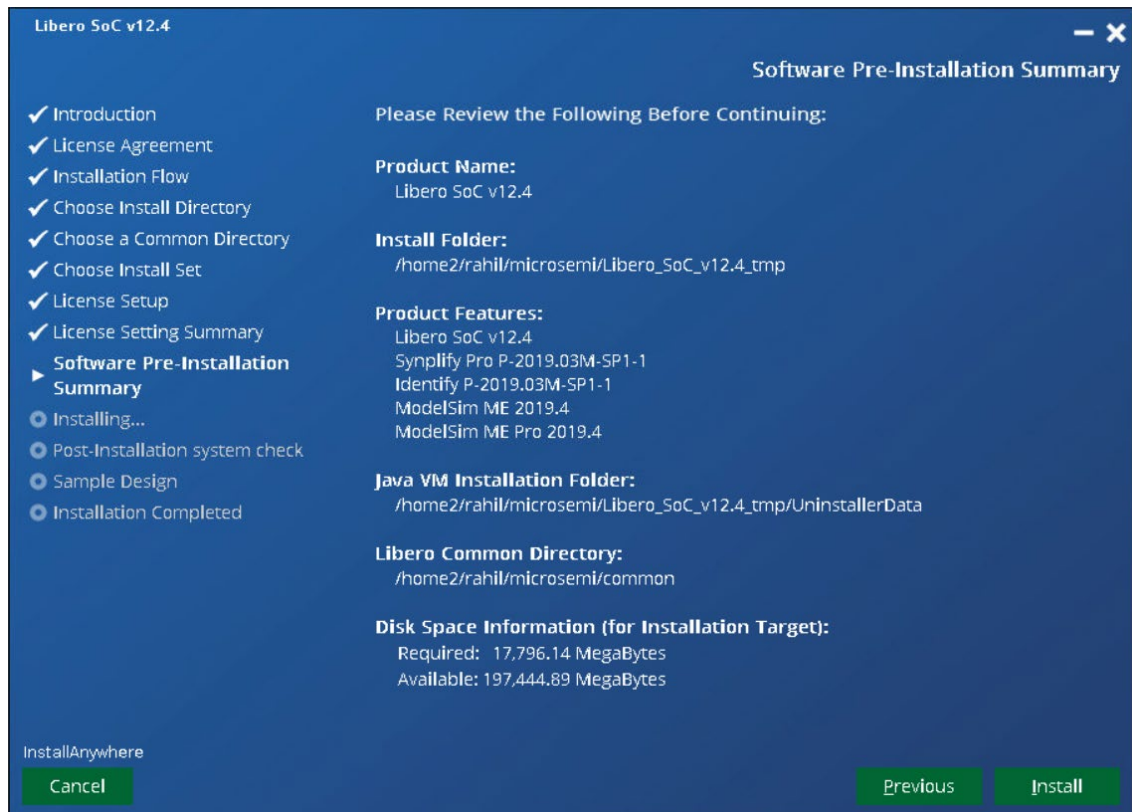 Libero SoC v12.4
Software Pre-Installation Summary
Introduction
License Agreement
Installation Flow
Choose Install Directory
Choose a Common Directory
Choose Install Set
License Setup
License Setting Summary
Software Pre-Installation
Summary
Installing...
Post-Installation system check
Sample Design
Installation Completed
Please Review the Following Before Continuing:
Product Name:
Libero SoC v12.4
Install Folder:
/home2/rahil/microsemi/Libero_SoC_v12.4_tmp
Product Features:
Libero SoC v12.4
Synplify Pro P-2019.03M-SP1-1
Identify P-2019.03M-SP1-1
ModelSim ME 2019.4
ModelSim ME Pro 2019.4
Java VM Installation Folder:
/home2/rahil/microsemi/Libero_SoC_v12.4_tmp/UninstallerData
Libero Common Directory:
/home2/rahil/microsemi/common
Disk Space Information (for Installation Target):
Required: 17,796.14 MegaBytes
Available: 197,444.89 MegaBytes
InstallAnywhere
Cancel
Previous
Install